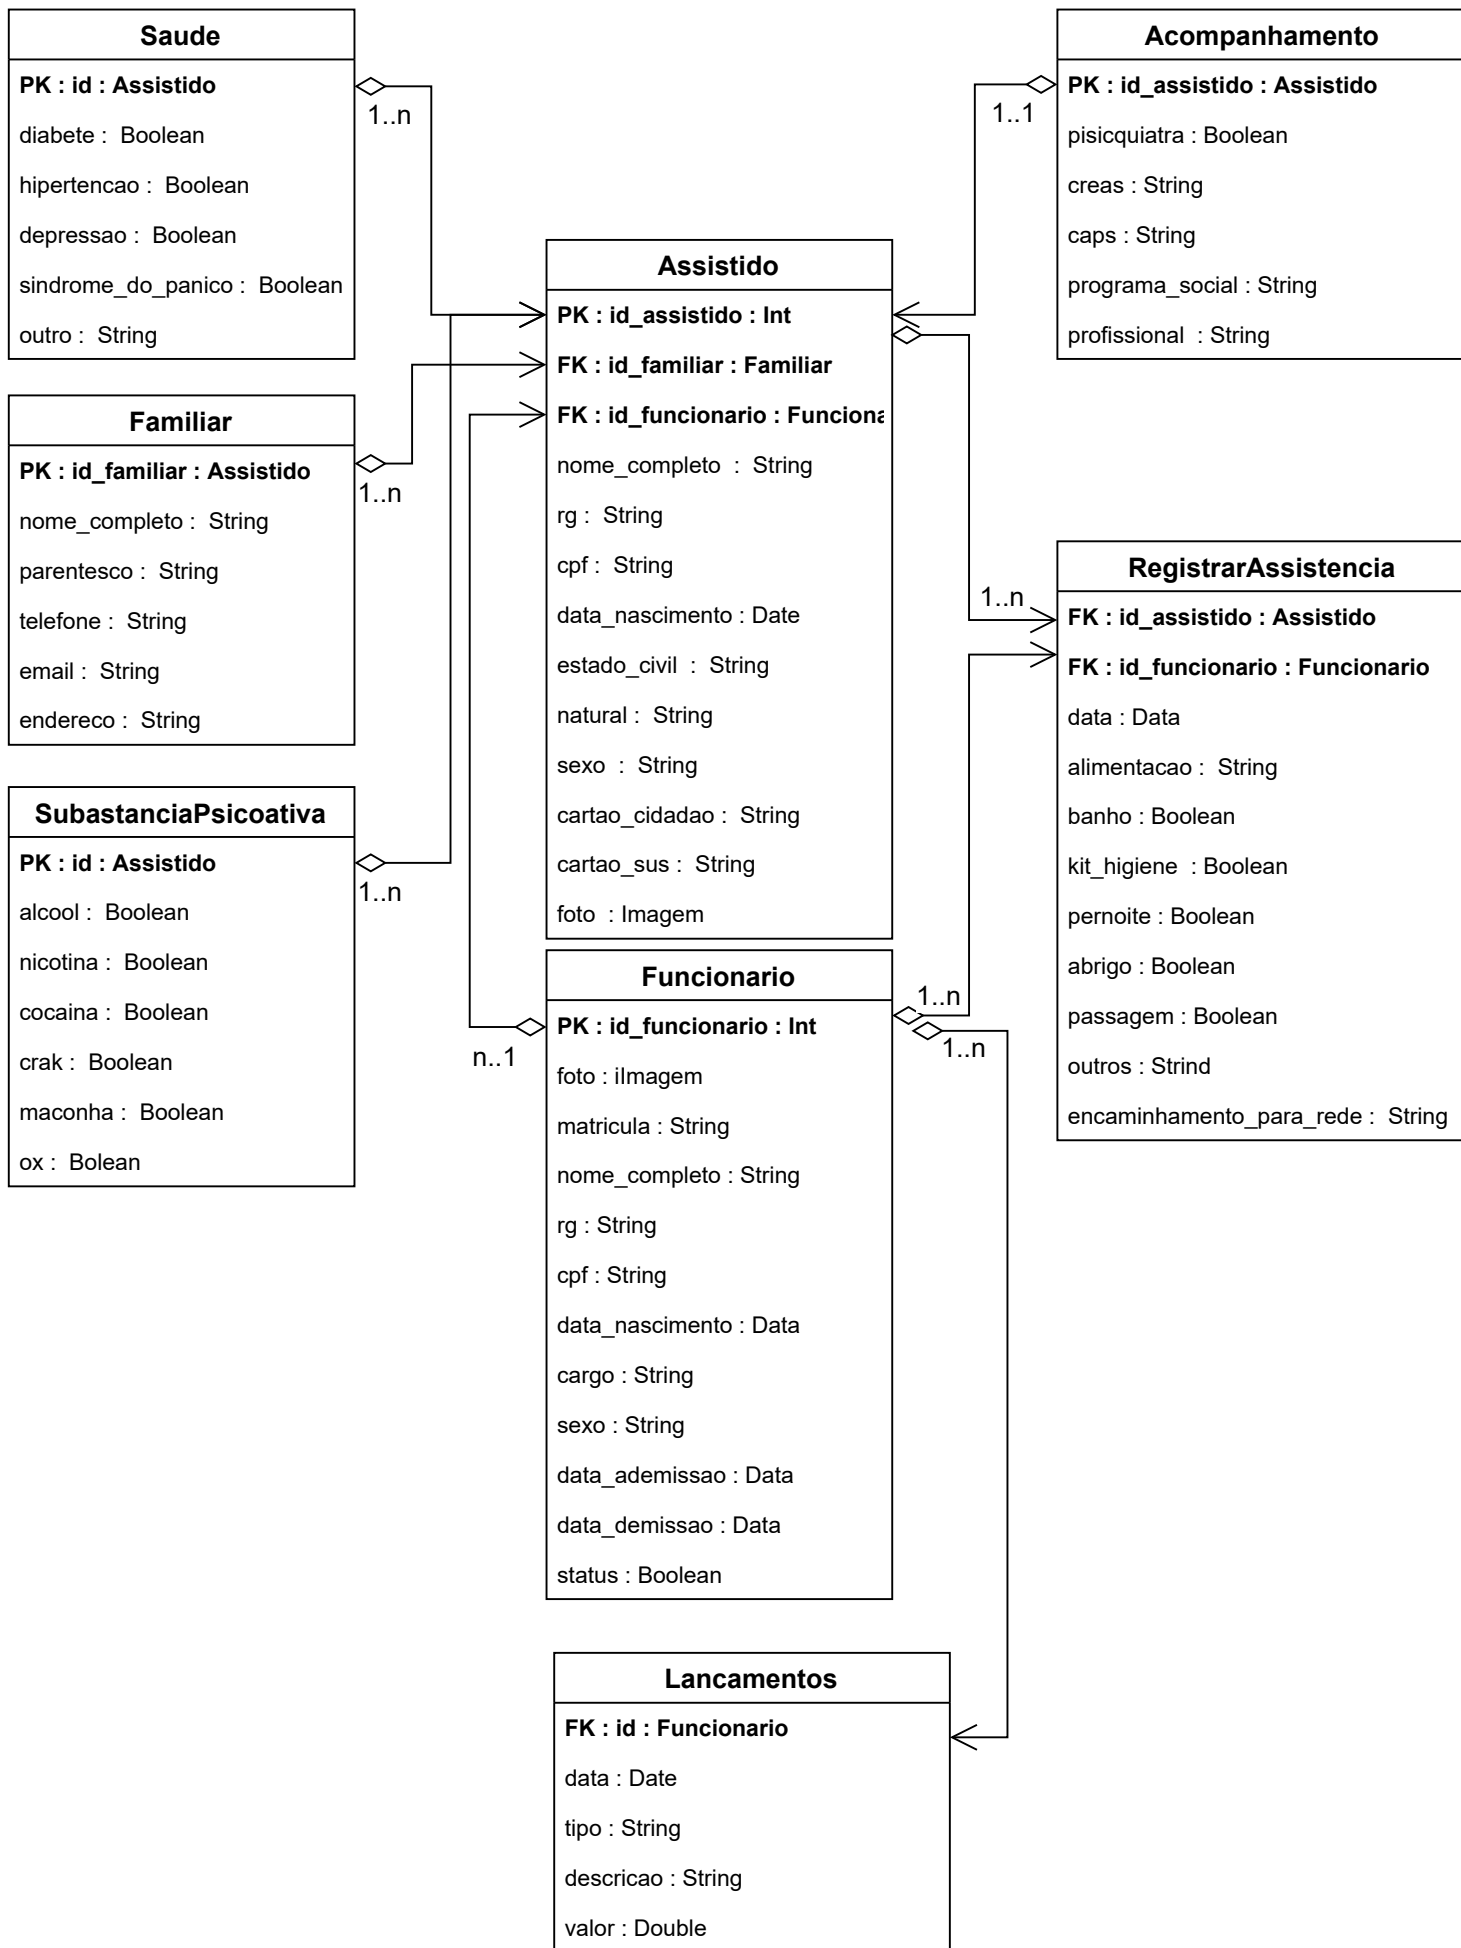 Saude
PK : id : Assistido
diabete :  Boolean
hipertencao :  Boolean
depressao :  Boolean
sindrome_do_panico :  Boolean
outro :  String
1..n
Familiar
PK : id_familiar : Assistido
nome_completo :  String
parentesco :  String
telefone :  String
email :  String
endereco :  String
1..n
SubastanciaPsicoativa
PK : id : Assistido
alcool :  Boolean
nicotina :  Boolean
cocaina :  Boolean
crak :  Boolean
maconha :  Boolean
ox :  Bolean
1..n
Assistido
PK : id_assistido : Int
FK : id_familiar : Familiar
FK : id_funcionario : Funciona
nome_completo  :  String
rg :  String
cpf :  String
data_nascimento : Date
estado_civil  :  String
natural :  String
sexo  :  String
cartao_cidadao :  String
cartao_sus :  String
foto  : Imagem
Funcionario
PK : id_funcionario : Int
foto : iImagem
matricula : String
nome_completo : String
rg : String
cpf : String
data_nascimento : Data
cargo : String
sexo : String
data_ademissao : Data
data_demissao : Data
status : Boolean
n..1
1..n
1..n
Lancamentos
FK : id : Funcionario
data : Date
tipo : String
descricao : String
valor : Double
Acompanhamento
PK : id_assistido : Assistido
pisicquiatra : Boolean
creas : String
caps : String
programa_social : String
profissional  : String
1..1
RegistrarAssistencia
FK : id_assistido : Assistido
FK : id_funcionario : Funcionario
data : Data
alimentacao :  String
banho : Boolean
kit_higiene  : Boolean
pernoite : Boolean
abrigo : Boolean
passagem : Boolean
outros : Strind
encaminhamento_para_rede :  String
1..n